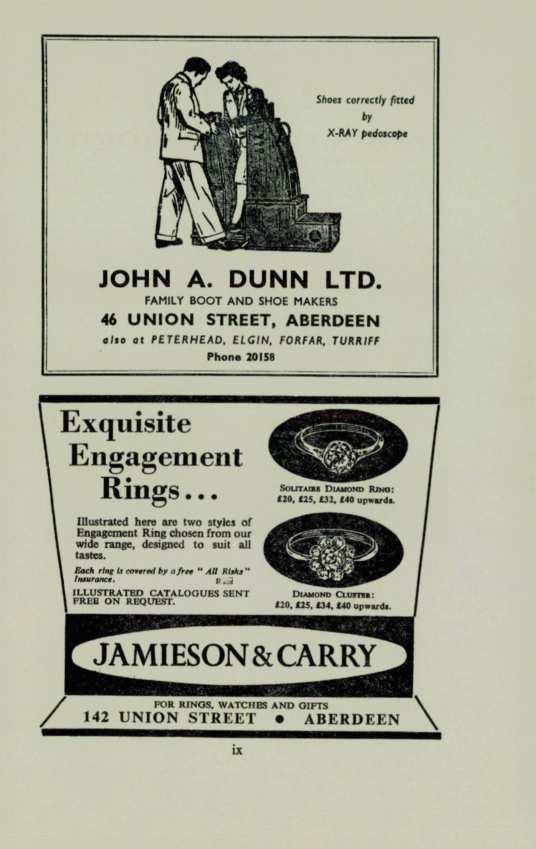 Shoes correctly fitted
by
X-RAY pedoscope
JOHN A. DUNN LTD.
FAMILY BOOT AND SHOE MAKERS
46 UNION STREET, ABERDEEN
also at PETERHEAD, ELGIN, FORFAR, TURRIFF
Phone 20158
Exquisite
Engagement
Rings...
Illustrated here are two styles of
Engagement Ring chosen from our
wide range, designed to suit all
tastes.
Each ring is covered by a free "All Risks"
Insurance.
ILLUSTRATED CATALOGUES SENT
FREE ON REQUEST.
SOLITAIRE DIAMOND RING:
£20, £25, £32, £40 upwards.
DIAMOND CLUSTER:
£20, £25, £34, £40 upwards.
JAMIESON & CARRY
FOR RINGS, WATCHES AND GIFTS
142 UNION STREET ● ABERDEEN
ix